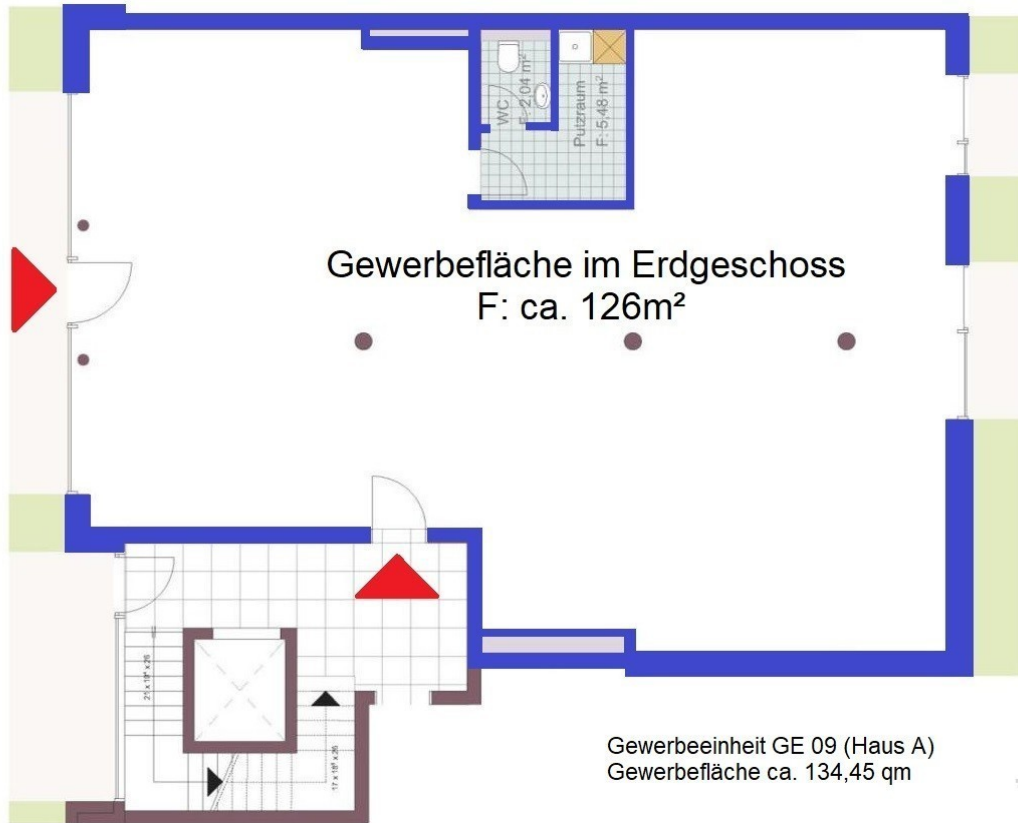 WC
F: 2,04 m²
Putzraum
F: 5,48 m²
Gewerbefläche im Erdgeschoss
F: ca. 126m²
Gewerbeeinheit GE 09 (Haus A)
Gewerbefläche ca. 134,45 qm